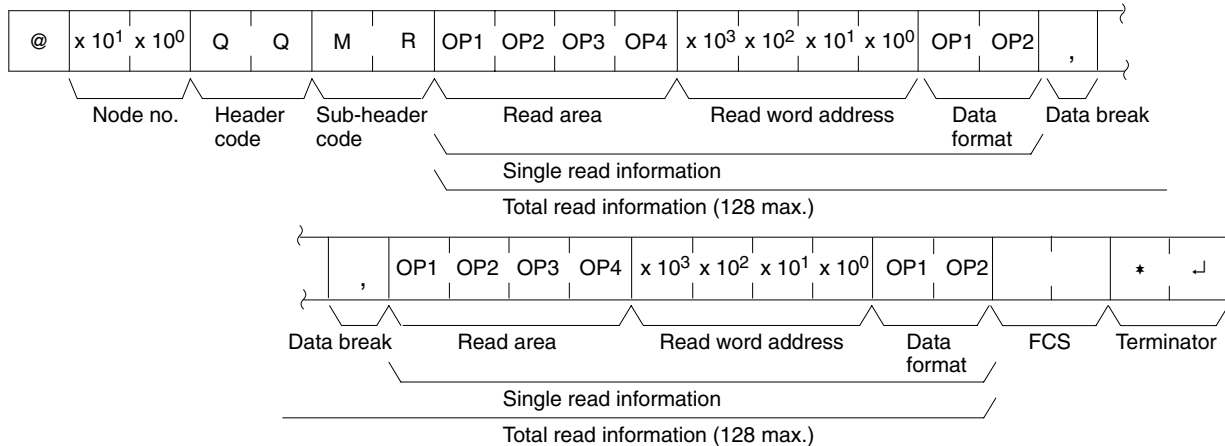 @ x 10¹ x 10⁰ Q Q M R OP1 OP2 OP3 OP4 x 10³ x 10² x 10¹ x 10⁰ OP1 OP2 ,
Node no. Header code Sub-header code Read area Read word address Data format Data break
Single read information
Total read information (128 max.)
, OP1 OP2 OP3 OP4 x 10³ x 10² x 10¹ x 10⁰ OP1 OP2 * ↵
Data break Read area Read word address Data format FCS Terminator
Single read information
Total read information (128 max.)